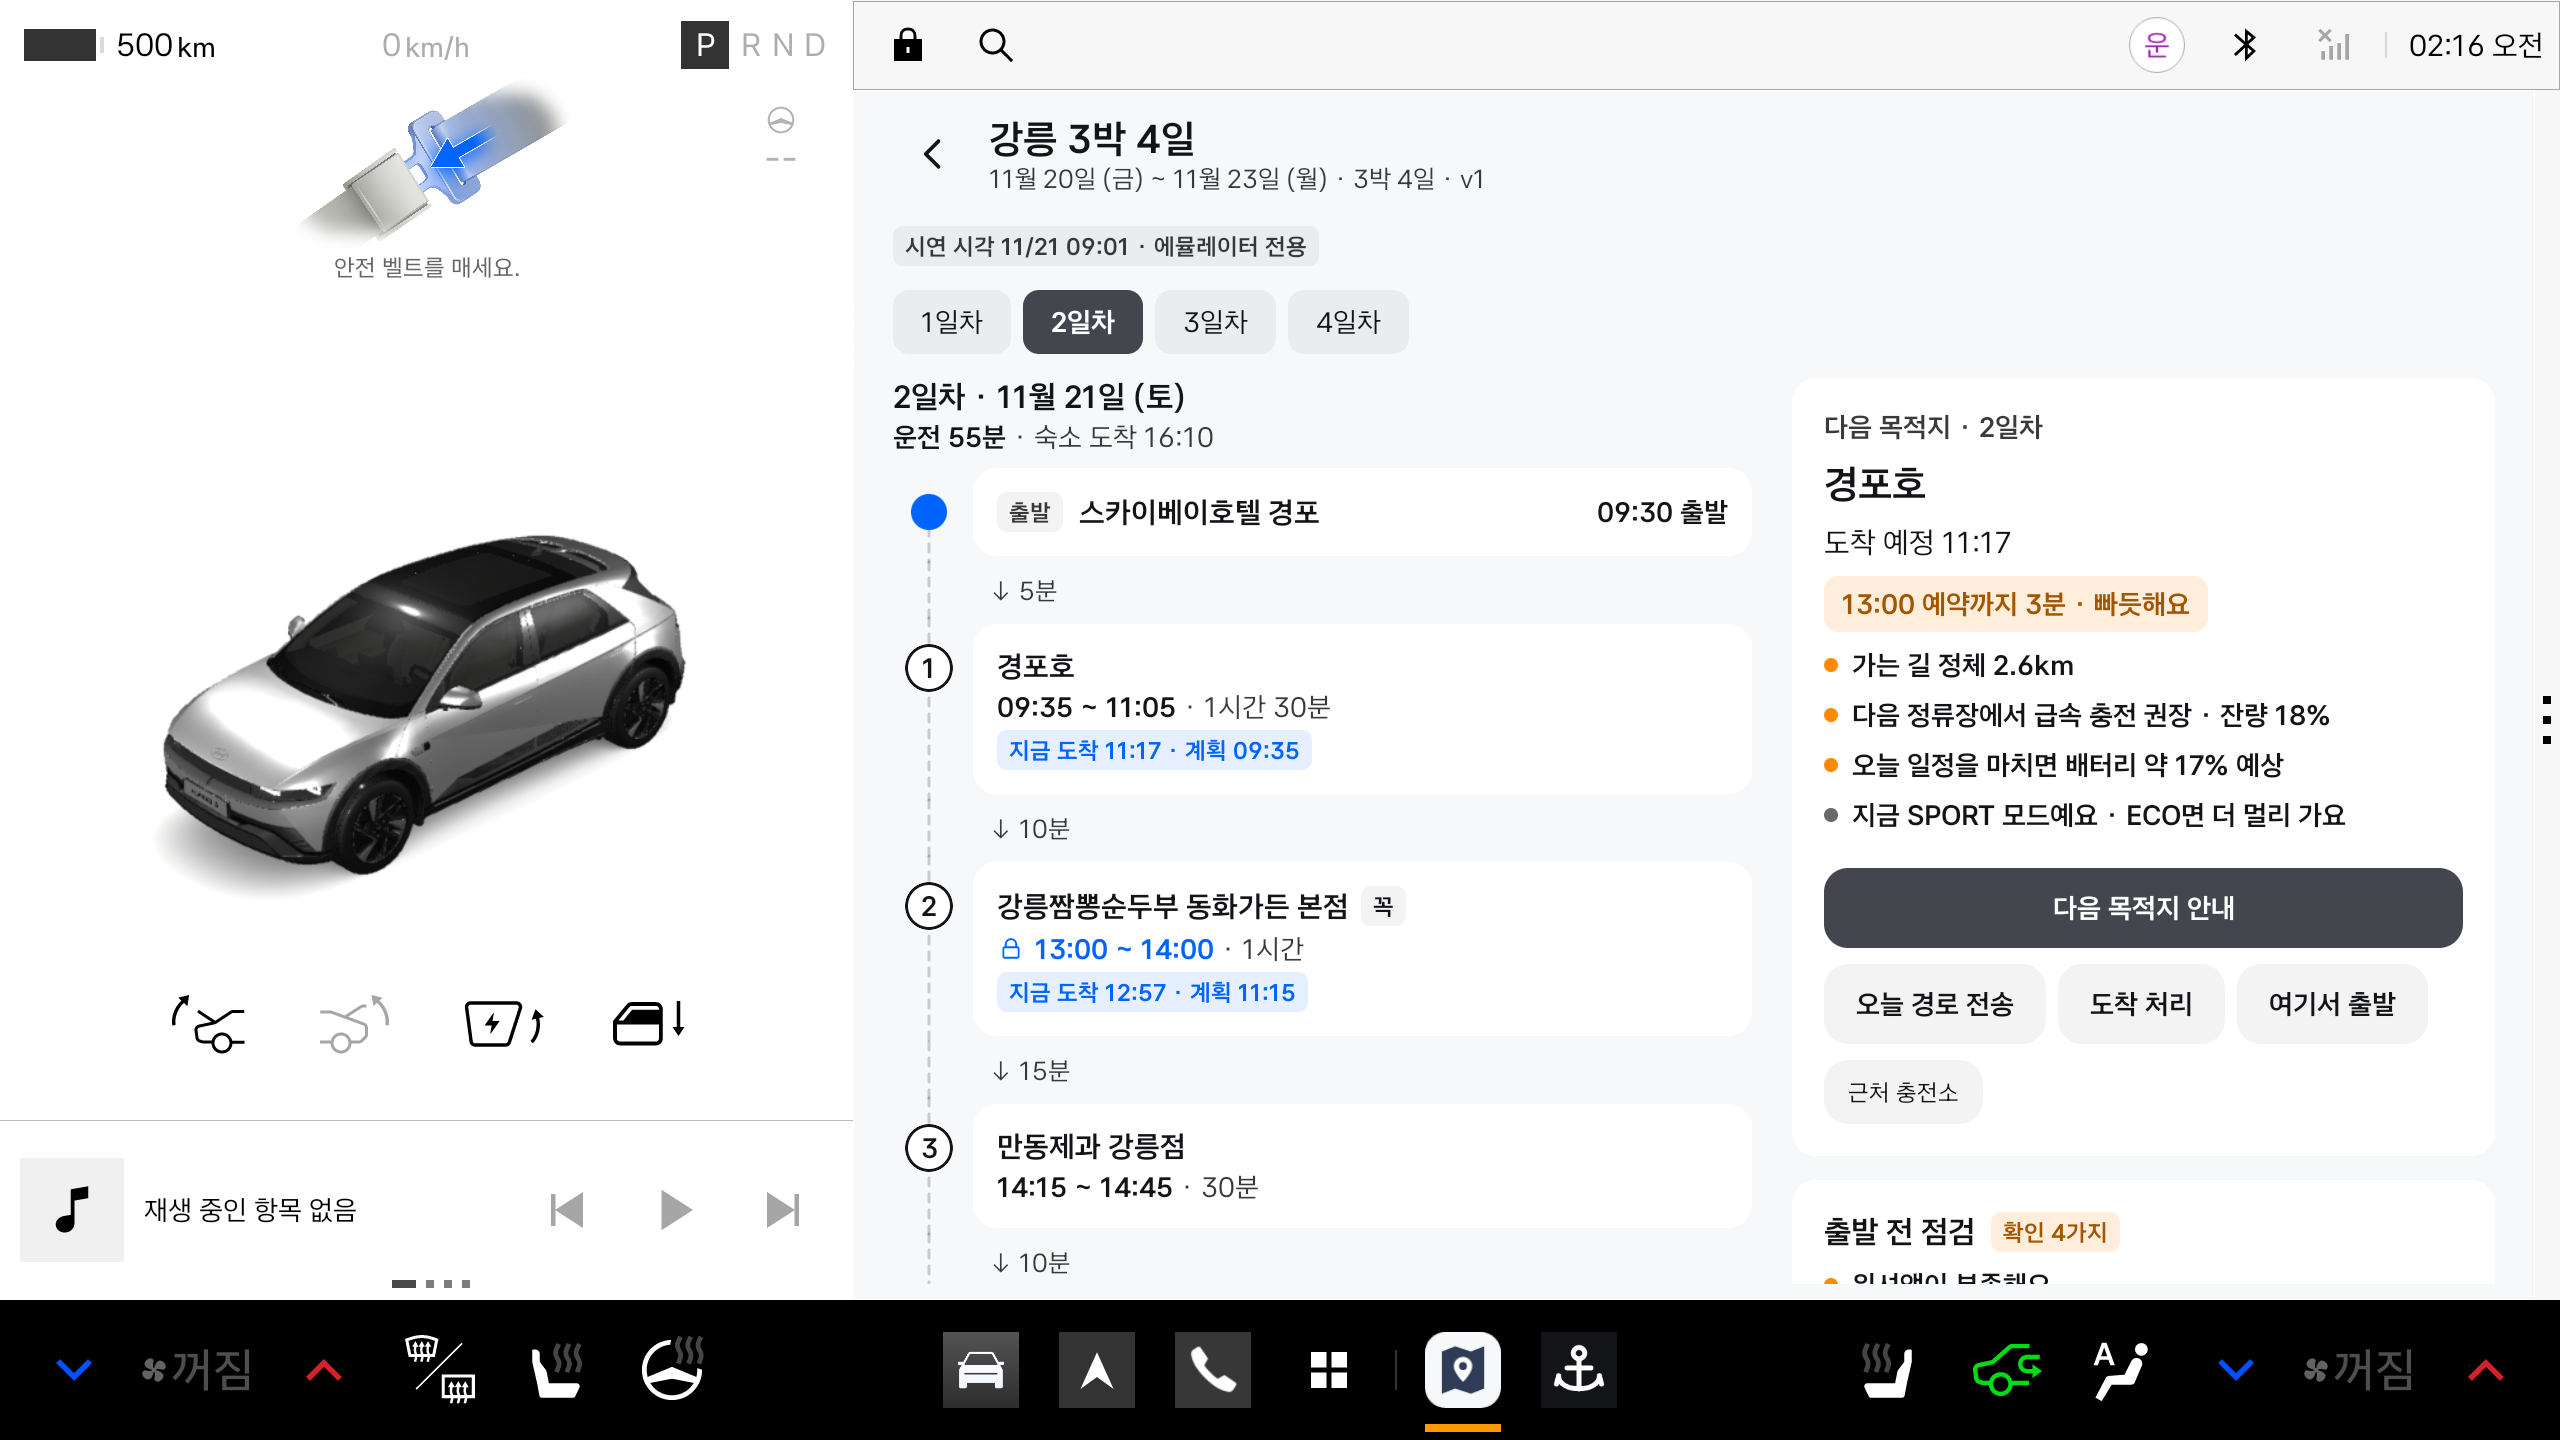 500 km
0 km/h
P R N D
안전 벨트를 매세요.
--
재생 중인 항목 없음
운
02:16 오전
강릉 3박 4일
11월 20일 (금) ~ 11월 23일 (월) · 3박 4일 · v1
시연 시각 11/21 09:01 · 에뮬레이터 전용
1일차
2일차
3일차
4일차
2일차 · 11월 21일 (토)
운전 55분 · 숙소 도착 16:10
출발 스카이베이호텔 경포 09:30 출발
↓ 5분
1 경포호
09:35 ~ 11:05 · 1시간 30분
지금 도착 11:17 · 계획 09:35
↓ 10분
2 강릉짬뽕순두부 동화가든 본점 꼭
13:00 ~ 14:00 · 1시간
지금 도착 12:57 · 계획 11:15
↓ 15분
3 만동제과 강릉점
14:15 ~ 14:45 · 30분
↓ 10분
다음 목적지 · 2일차
경포호
도착 예정 11:17
13:00 예약까지 3분 · 빠듯해요
가는 길 정체 2.6km
다음 정류장에서 급속 충전 권장 · 잔량 18%
오늘 일정을 마치면 배터리 약 17% 예상
지금 SPORT 모드예요 · ECO면 더 멀리 가요
다음 목적지 안내
오늘 경로 전송
도착 처리
여기서 출발
근처 충전소
출발 전 점검 확인 4가지
꺼짐
A
꺼짐